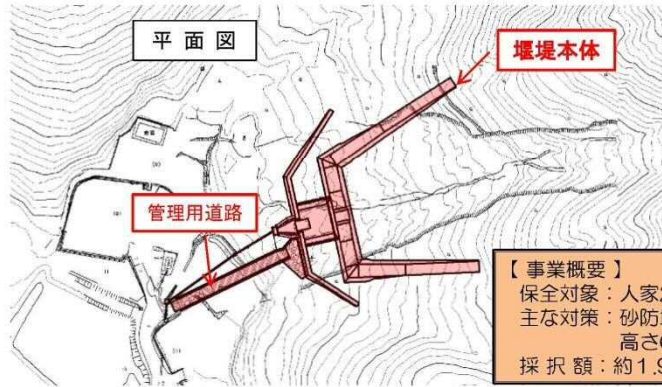 平面図
堰堤本体
管理用道路
【 事業概要 】
保全対象：人家
主な対策：砂防
高さ
採 択 額：約１.